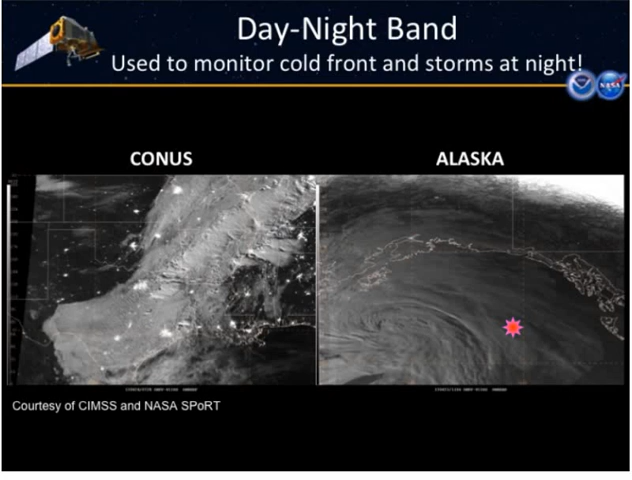 Day-Night Band
Used to monitor cold front and storms at night!
NASA
CONUS
ALASKA
Courtesy of CIMSS and NASA SPoRT